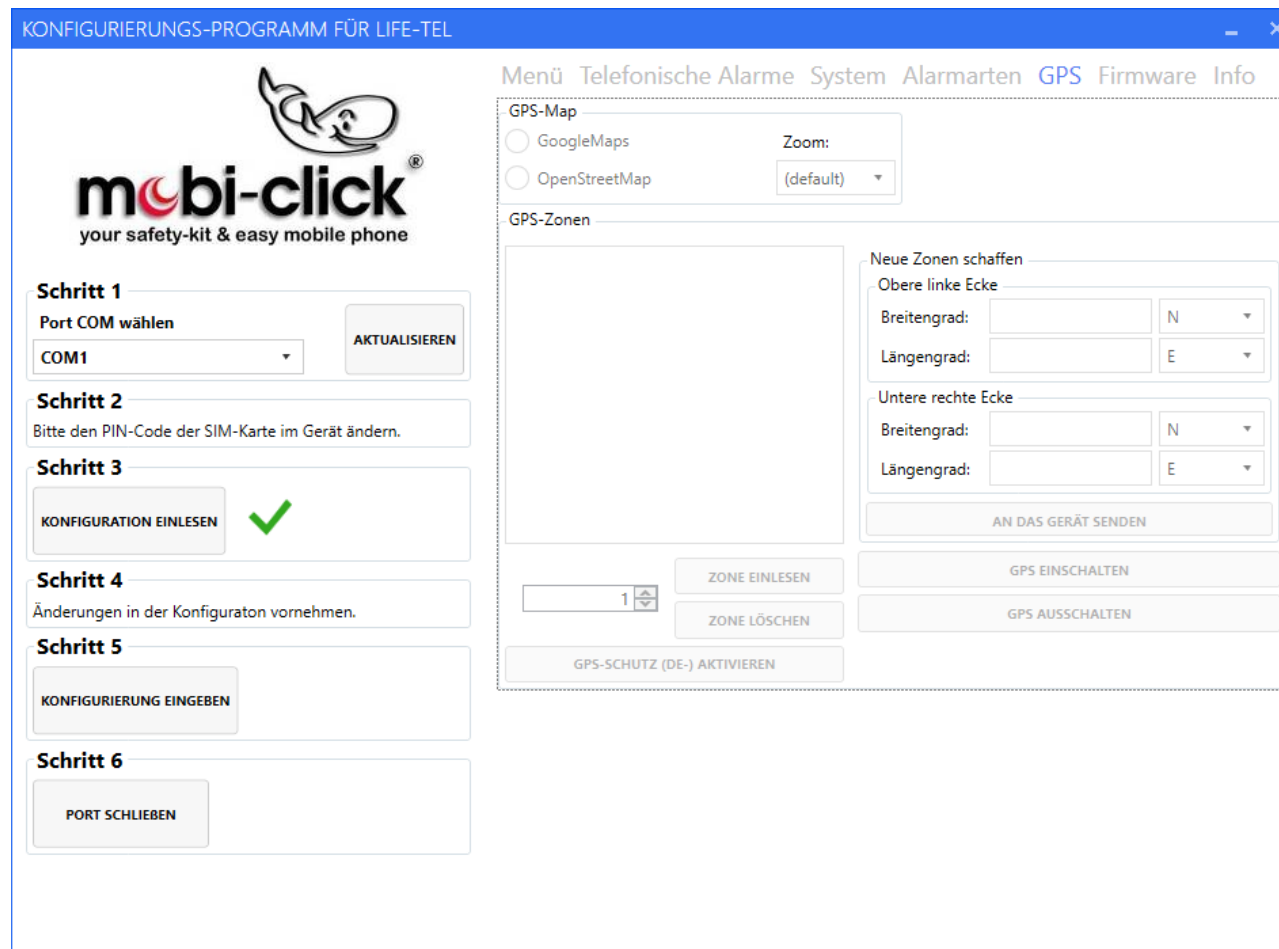 KONFIGURIERUNGS-PROGRAMM FÜR LIFE-TEL
mobi-click®
your safety-kit & easy mobile phone
Schritt 1
Port COM wählen
COM1
AKTUALISIEREN
Schritt 2
Bitte den PIN-Code der SIM-Karte im Gerät ändern.
Schritt 3
KONFIGURATION EINLESEN
Schritt 4
Änderungen in der Konfiguraton vornehmen.
Schritt 5
KONFIGURIERUNG EINGEBEN
Schritt 6
PORT SCHLIEẞEN
Menü Telefonische Alarme System Alarmarten GPS Firmware Info
GPS-Map
GoogleMaps
Zoom:
OpenStreetMap
(default)
GPS-Zonen
Neue Zonen schaffen
Obere linke Ecke
Breitengrad: N
Längengrad: E
Untere rechte Ecke
Breitengrad: N
Längengrad: E
AN DAS GERÄT SENDEN
1
ZONE EINLESEN
ZONE LÖSCHEN
GPS EINSCHALTEN
GPS AUSSCHALTEN
GPS-SCHUTZ (DE-) AKTIVIEREN